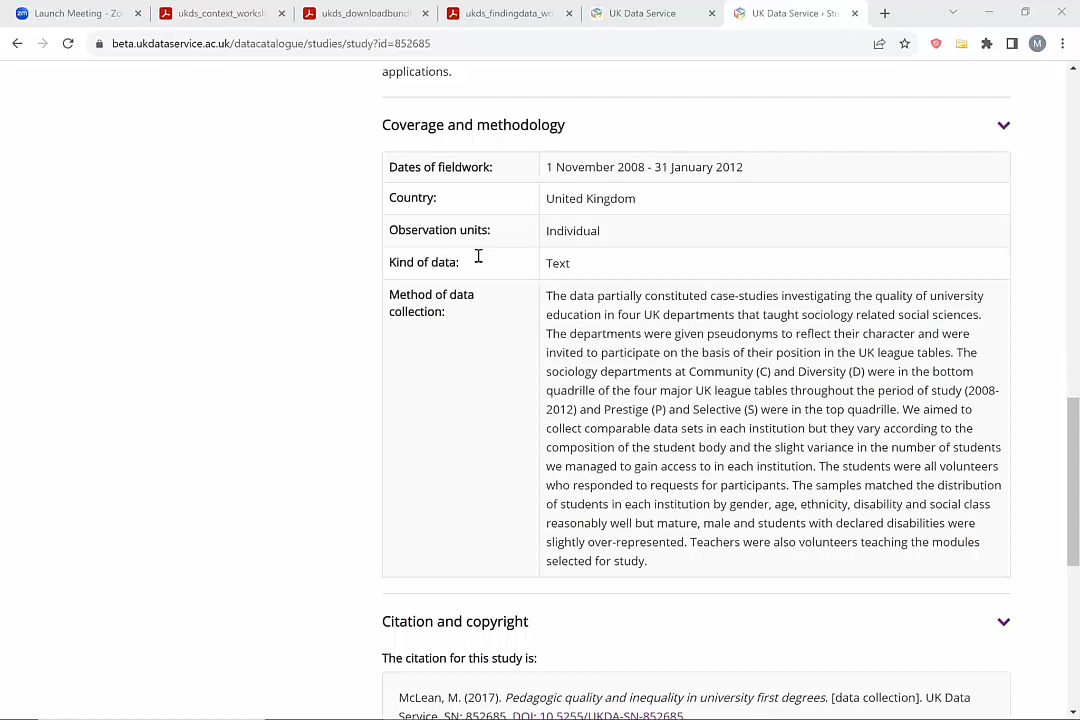 Launch Meeting - Zo
ukds_context_worksh
ukds_downloadbund
ukds_findingdata_wo
UK Data Service
UK Data Service › Stu
beta.ukdataservice.ac.uk/datacatalogue/studies/study?id=852685
M
applications.
Coverage and methodology
Dates of fieldwork: 1 November 2008 - 31 January 2012
Country: United Kingdom
Observation units: Individual
Kind of data: Text
Method of data
collection:
The data partially constituted case-studies investigating the quality of university
education in four UK departments that taught sociology related social sciences.
The departments were given pseudonyms to reflect their character and were
invited to participate on the basis of their position in the UK league tables. The
sociology departments at Community (C) and Diversity (D) were in the bottom
quadrille of the four major UK league tables throughout the period of study (2008-
2012) and Prestige (P) and Selective (S) were in the top quadrille. We aimed to
collect comparable data sets in each institution but they vary according to the
composition of the student body and the slight variance in the number of students
we managed to gain access to in each institution. The students were all volunteers
who responded to requests for participants. The samples matched the distribution
of students in each institution by gender, age, ethnicity, disability and social class
reasonably well but mature, male and students with declared disabilities were
slightly over-represented. Teachers were also volunteers teaching the modules
selected for study.
Citation and copyright
The citation for this study is:
McLean, M. (2017). Pedagogic quality and inequality in university first degrees. [data collection]. UK Data
Service. SN: 852685, DOI: 10.5255/UKDA-SN-852685